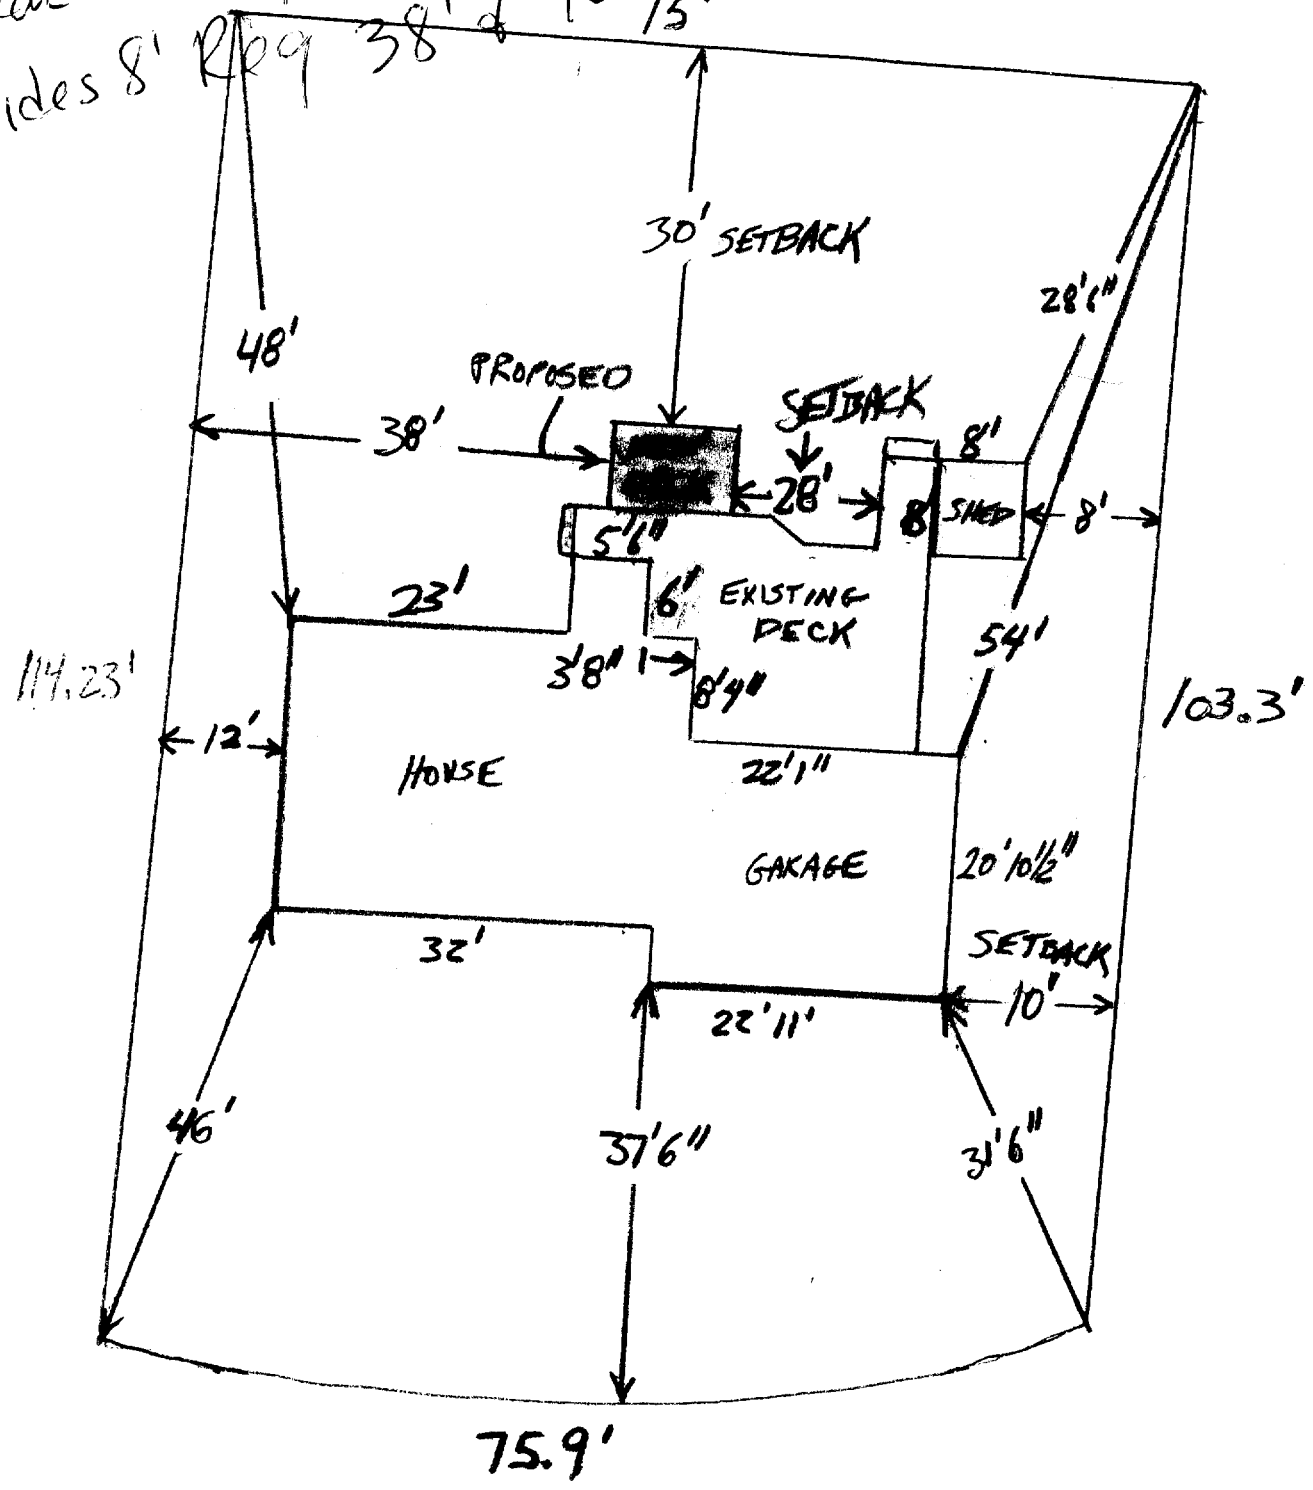 75'
ides 8' Req 38' &
30' SETBACK
28'6"
48'
PROPOSED
SETBACK
38'
8'
28'
8'
SHED
8'
5'6"
23'
6'
EXISTING
DECK
54'
3'8"
8'4"
114.23'
103.3'
12'
HOUSE
22'1"
GARAGE
20'10½"
SETBACK
32'
10'
22'11'
46'
37'6"
31'6"
75.9'